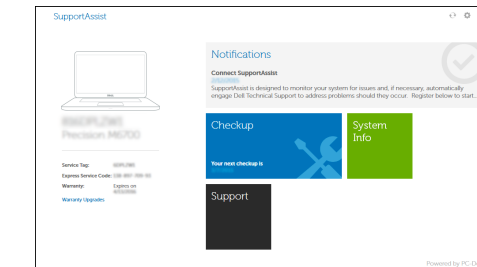 SupportAssist
Notifications
Connect SupportAssist
SupportAssist is designed to monitor your system for issues and, if necessary, automatically
engage Dell Technical Support to address problems should they occur. Register below to start...
Precision M6700
Checkup
Your next checkup is
System
Info
Service Tag:
Express Service Code:
Warranty: Expires on
Warranty Upgrades
Support
Powered by PC-Do